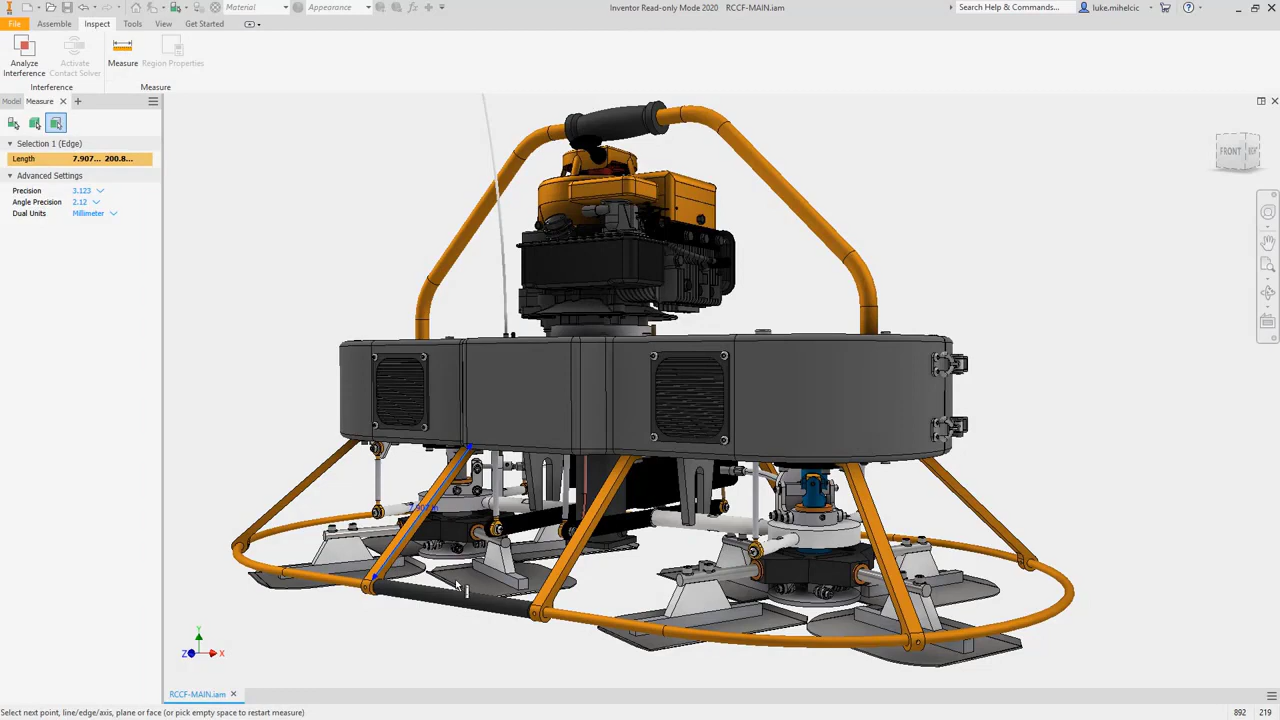 Material
Appearance
Inventor Read-only Mode 2020
RCCF-MAIN.iam
Search Help & Commands...
luke.mihelcic
File
Assemble
Inspect
Tools
View
Get Started
Analyze
Interference
Activate
Contact Solver
Measure
Region Properties
Interference
Measure
Model
Measure
Selection 1 (Edge)
Length 7.907... 200.8...
Advanced Settings
Precision 3.123
Angle Precision 2.12
Dual Units Millimeter
FRONT
Y
Z
X
RCCF-MAIN.iam
Select next point, line/edge/axis, plane or face (or pick empty space to restart measure)
892 219